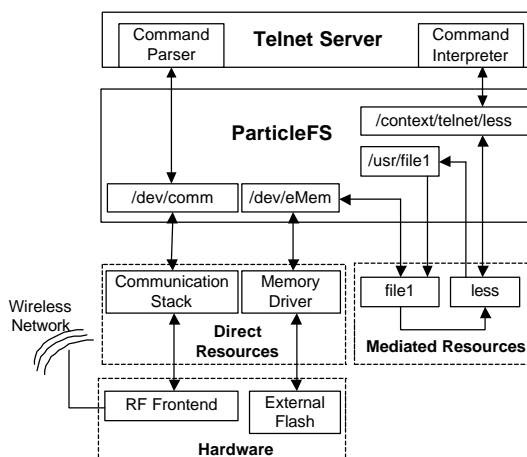 Telnet Server
Command
Parser
Command
Interpreter
ParticleFS
/context/telnet/less
/usr/file1
/dev/comm
/dev/eMem
Communication
Stack
Memory
Driver
file1
less
Direct
Resources
Mediated Resources
Wireless
Network
RF Frontend
External
Flash
Hardware